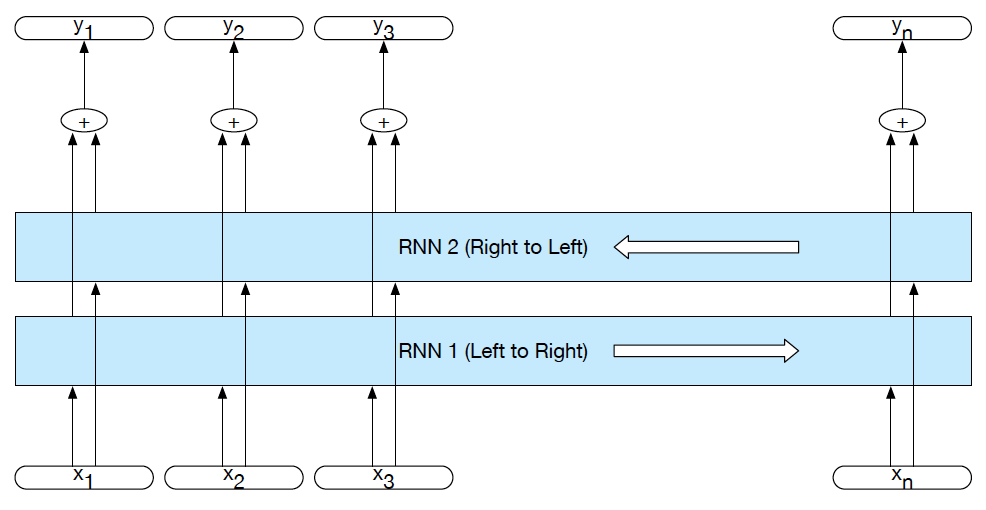 y1 y2 y3 yn
+ + + +
RNN 2 (Right to Left)
RNN 1 (Left to Right)
x1 x2 x3 xn